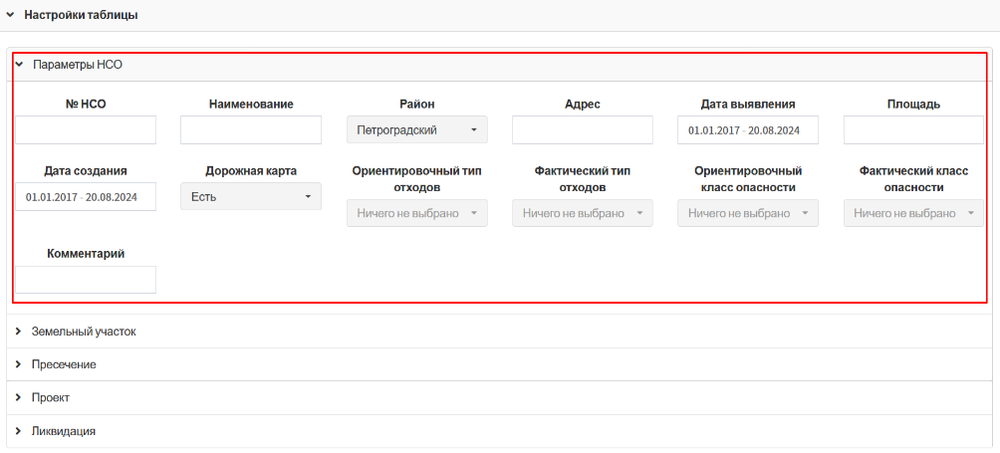 Настройки таблицы
Параметры НСО
№ НСО
Наименование
Район
Адрес
Дата выявления
Площадь
Петроградский
01.01.2017 - 20.08.2024
Дата создания
Дорожная карта
Ориентировочный тип
отходов
Фактический тип
отходов
Ориентировочный
класс опасности
Фактический класс
опасности
01.01.2017 - 20.08.2024
Есть
Ничего не выбрано
Ничего не выбрано
Ничего не выбрано
Ничего не выбрано
Комментарий
Земельный участок
Пресечение
Проект
Ликвидация